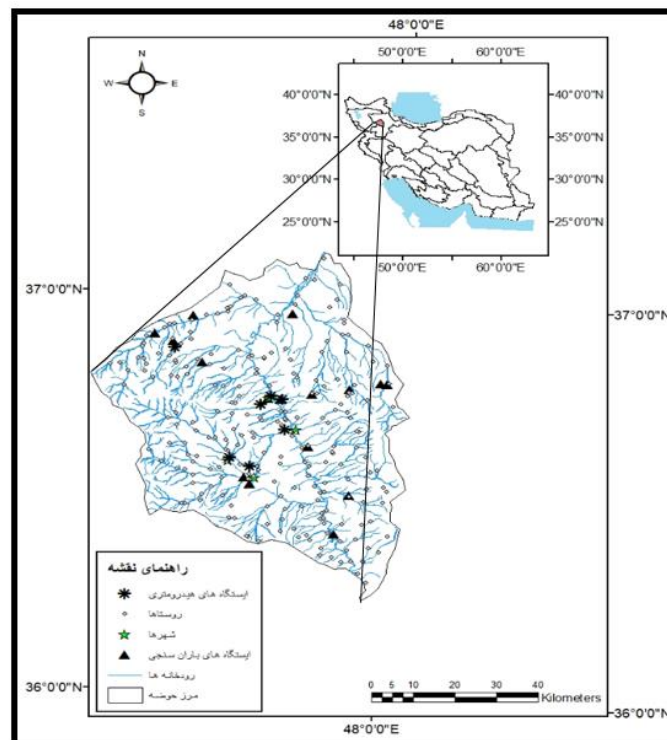 48°0'0"E
50°0'0"E
60°0'0"E
N
W
E
S
40°0'0"N
40°0'0"N
35°0'0"N
35°0'0"N
30°0'0"N
30°0'0"N
25°0'0"N
25°0'0"N
50°0'0"E
60°0'0"E
37°0'0"N
37°0'0"N
راهنمای نقشه
ایستگاه های هیدرومتری
روستاها
شهرها
ایستگاه های باران سنجی
رودخانه ها
مرز حوضه
0 5 10 20 30 40
Kilometers
36°0'0"N
36°0'0"N
48°0'0"E